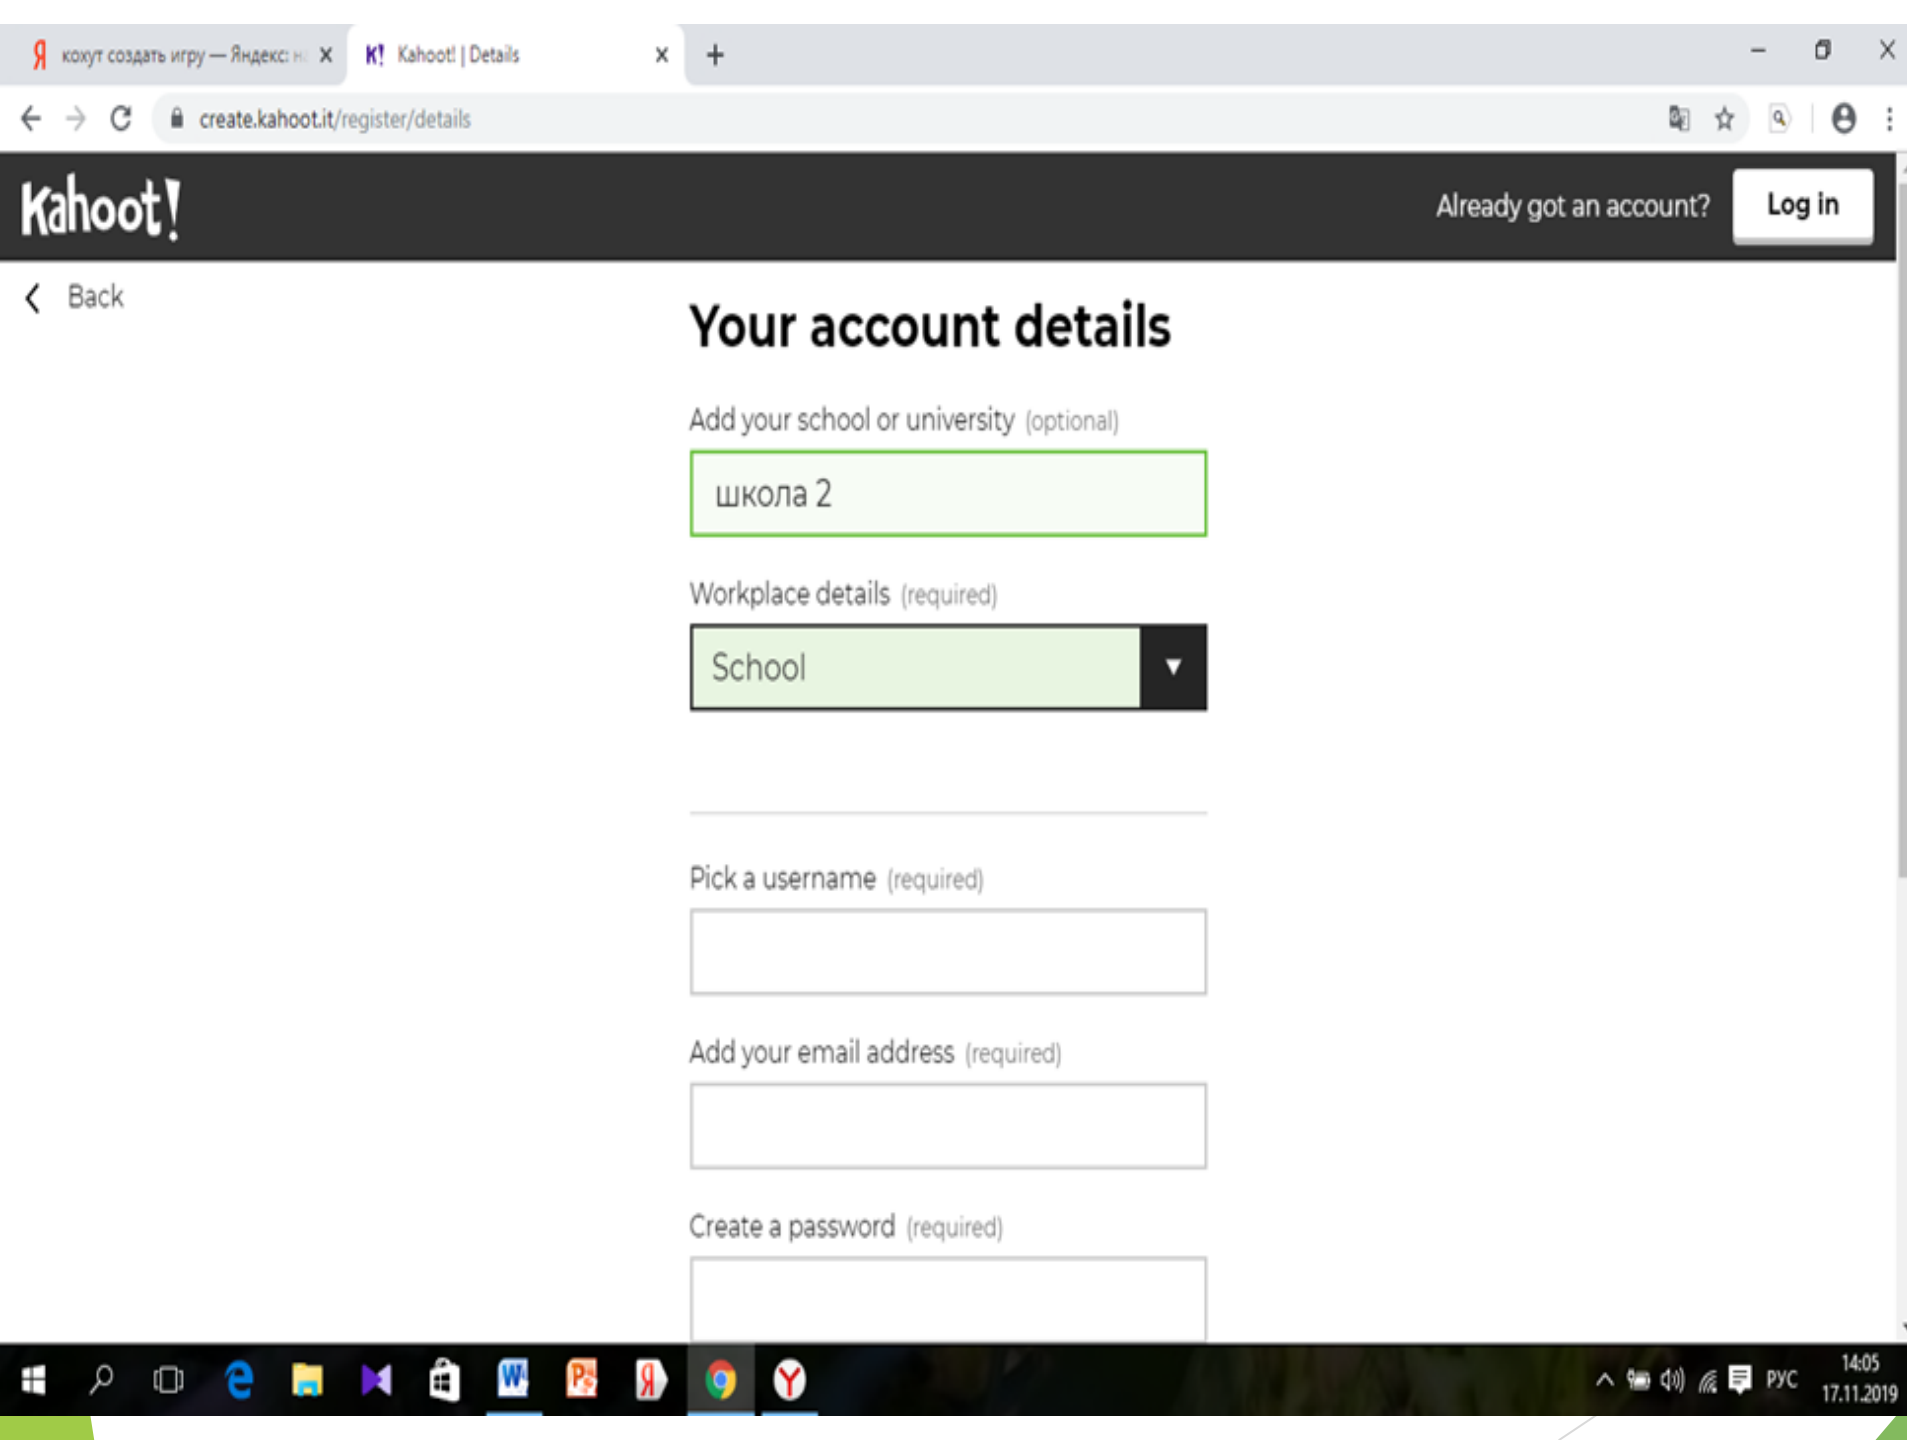 кохут создать игру — Яндекс: н
Kahoot! | Details
create.kahoot.it/register/details
Kahoot!
Already got an account?
Log in
Back
Your account details
Add your school or university (optional)
школа 2
Workplace details (required)
School
Pick a username (required)
Add your email address (required)
Create a password (required)
РУС
14:05
17.11.2019